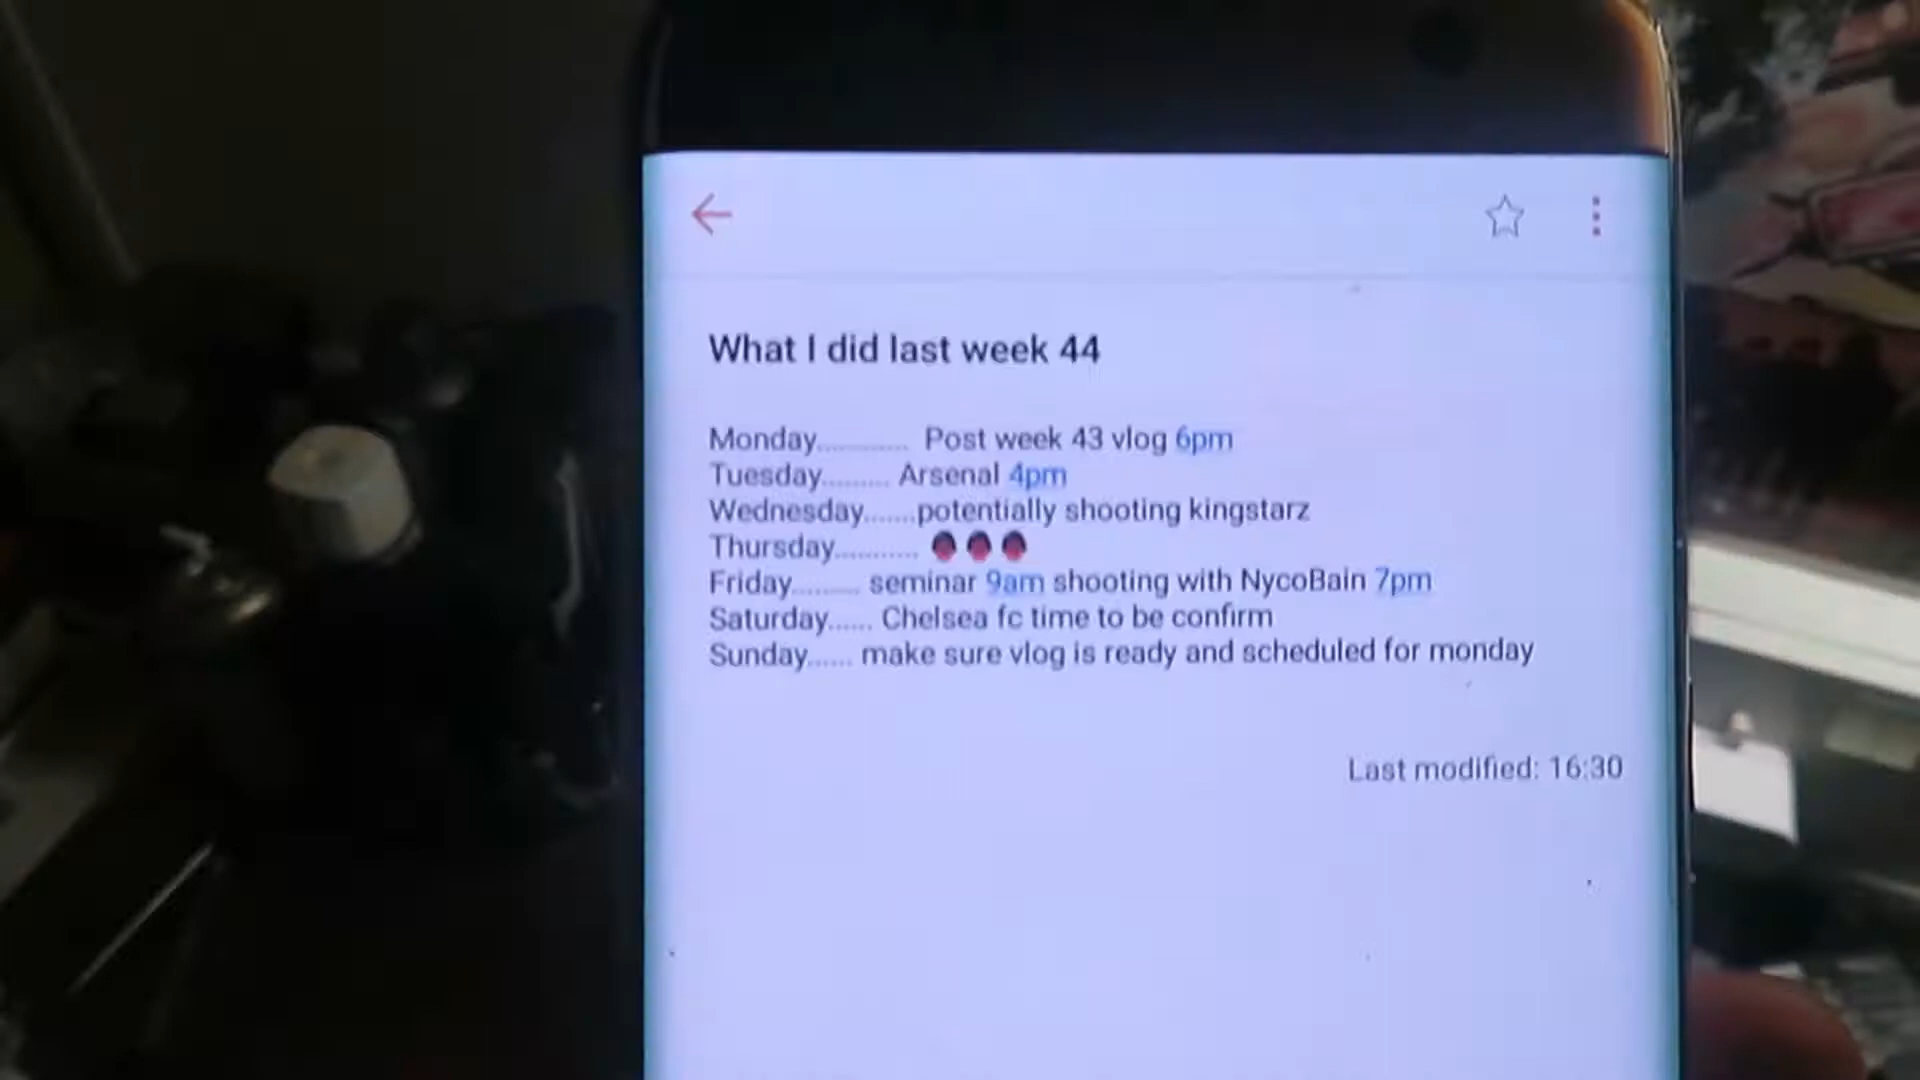 What I did last week 44
Monday............ Post week 43 vlog 6pm
Tuesday......... Arsenal 4pm
Wednesday.......potentially shooting kingstarz
Thursday...........
Friday......... seminar 9am shooting with NycoBain 7pm
Saturday...... Chelsea fc time to be confirm
Sunday...... make sure vlog is ready and scheduled for monday
Last modified: 16:30